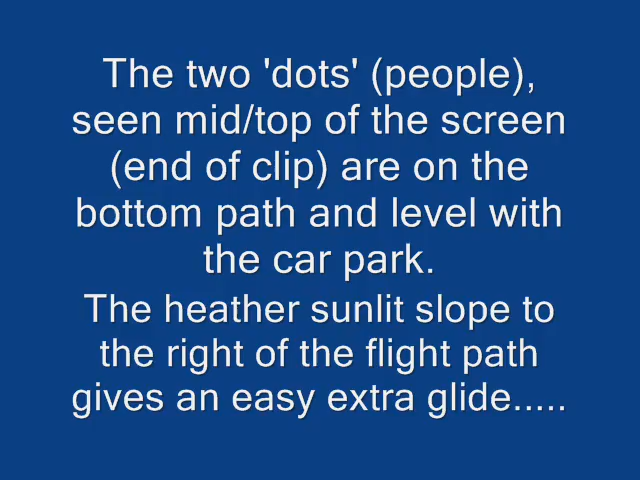 The two 'dots' (people),
seen mid/top of the screen
(end of clip) are on the
bottom path and level with
the car park.
The heather sunlit slope to
the right of the flight path
gives an easy extra glide.....